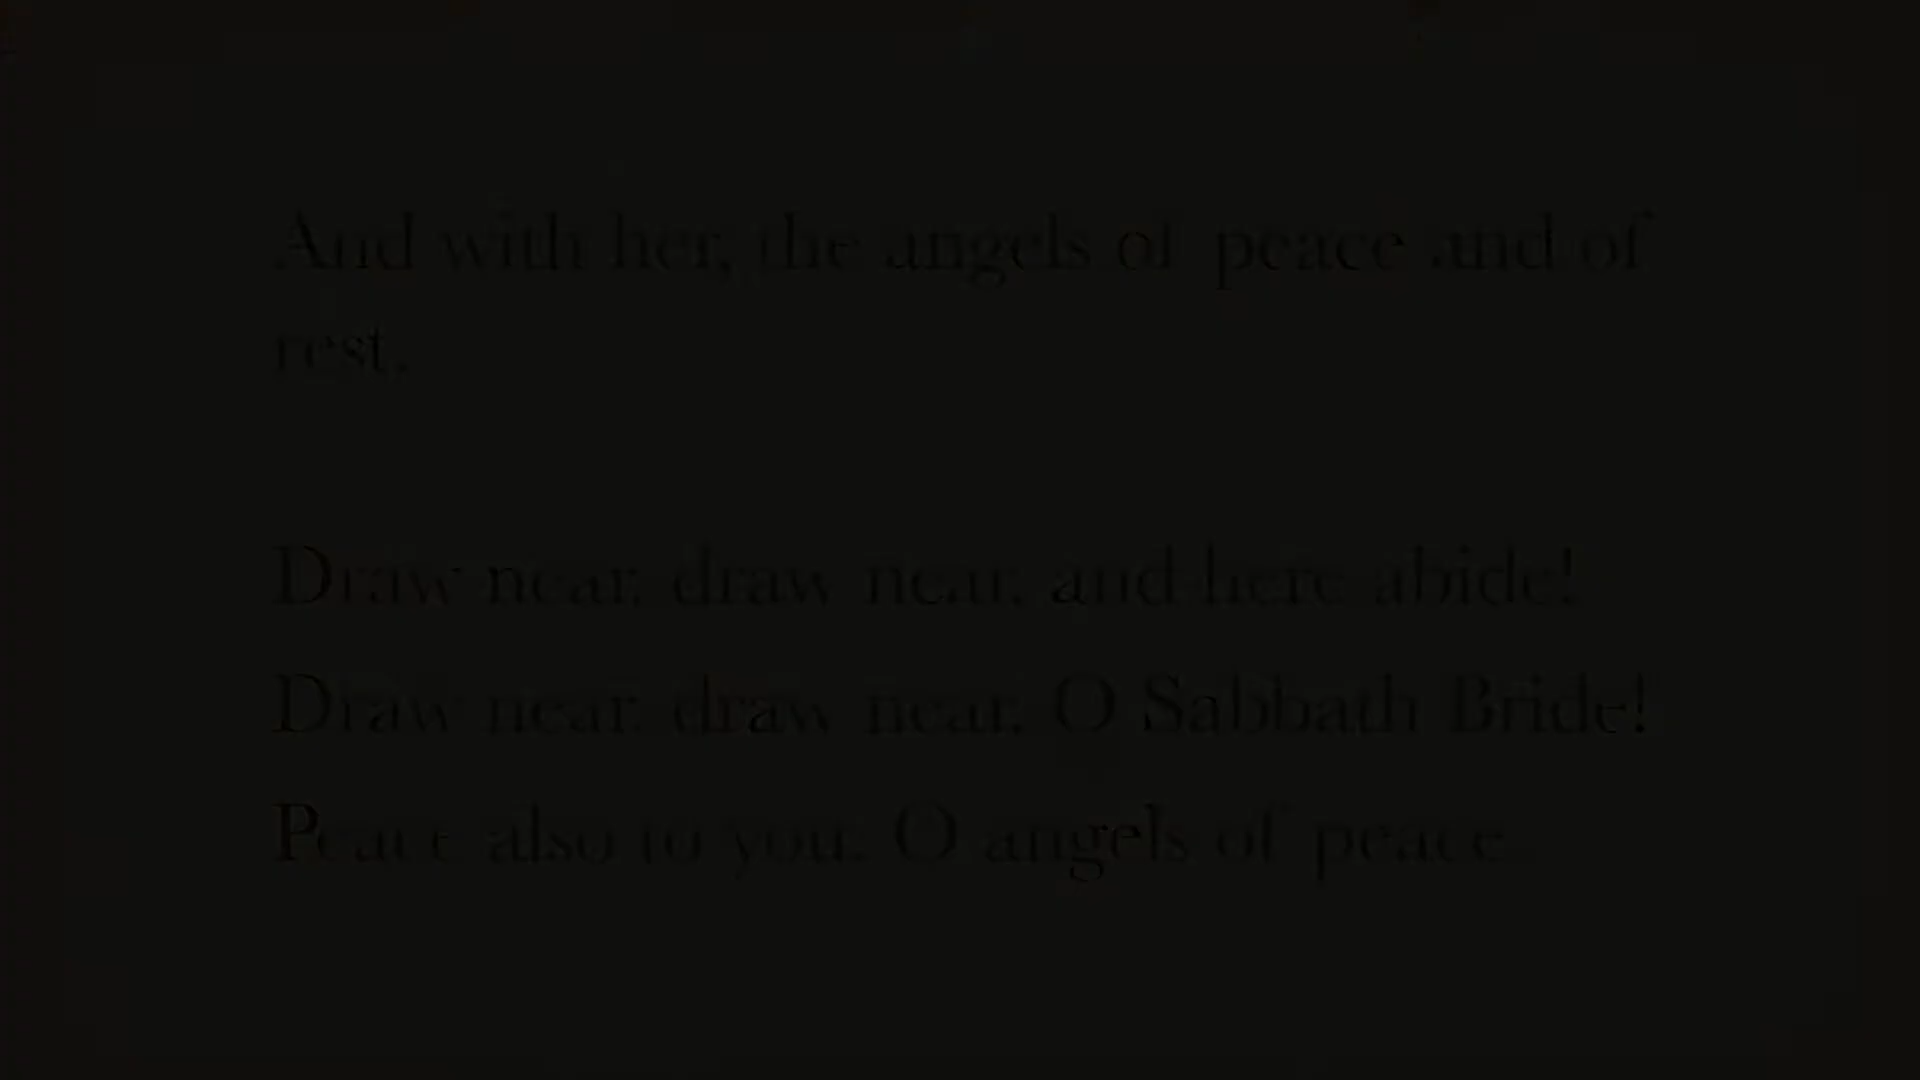 And with her, the angels of peace and of
rest.
Draw near, draw near, and here abide!
Draw near, draw near, O Sabbath Bride!
Peace also to you, O angels of peace.